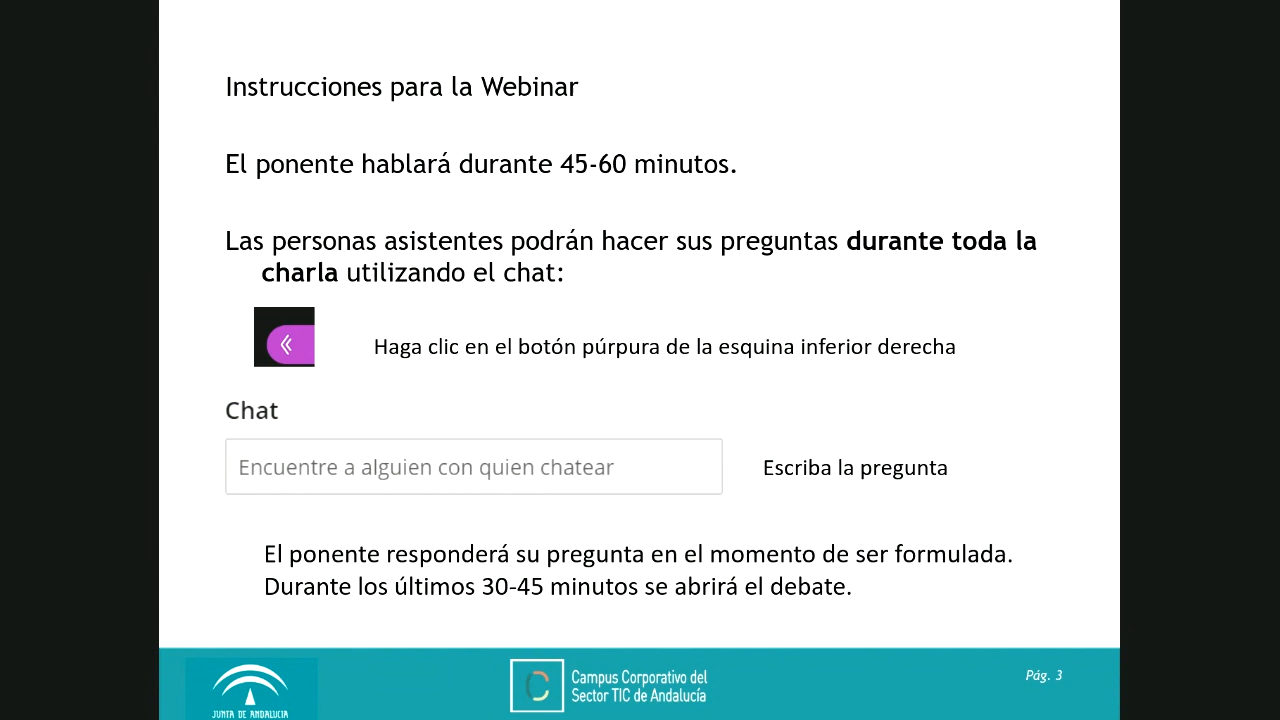 Instrucciones para la Webinar
El ponente hablará durante 45-60 minutos.
Las personas asistentes podrán hacer sus preguntas durante toda la
charla utilizando el chat:
Haga clic en el botón púrpura de la esquina inferior derecha
Chat
Encuentre a alguien con quien chatear
Escriba la pregunta
El ponente responderá su pregunta en el momento de ser formulada.
Durante los últimos 30-45 minutos se abrirá el debate.
JUNTA DE ANDALUCIA
C
Campus Corporativo del
Sector TIC de Andalucía
Pág. 3